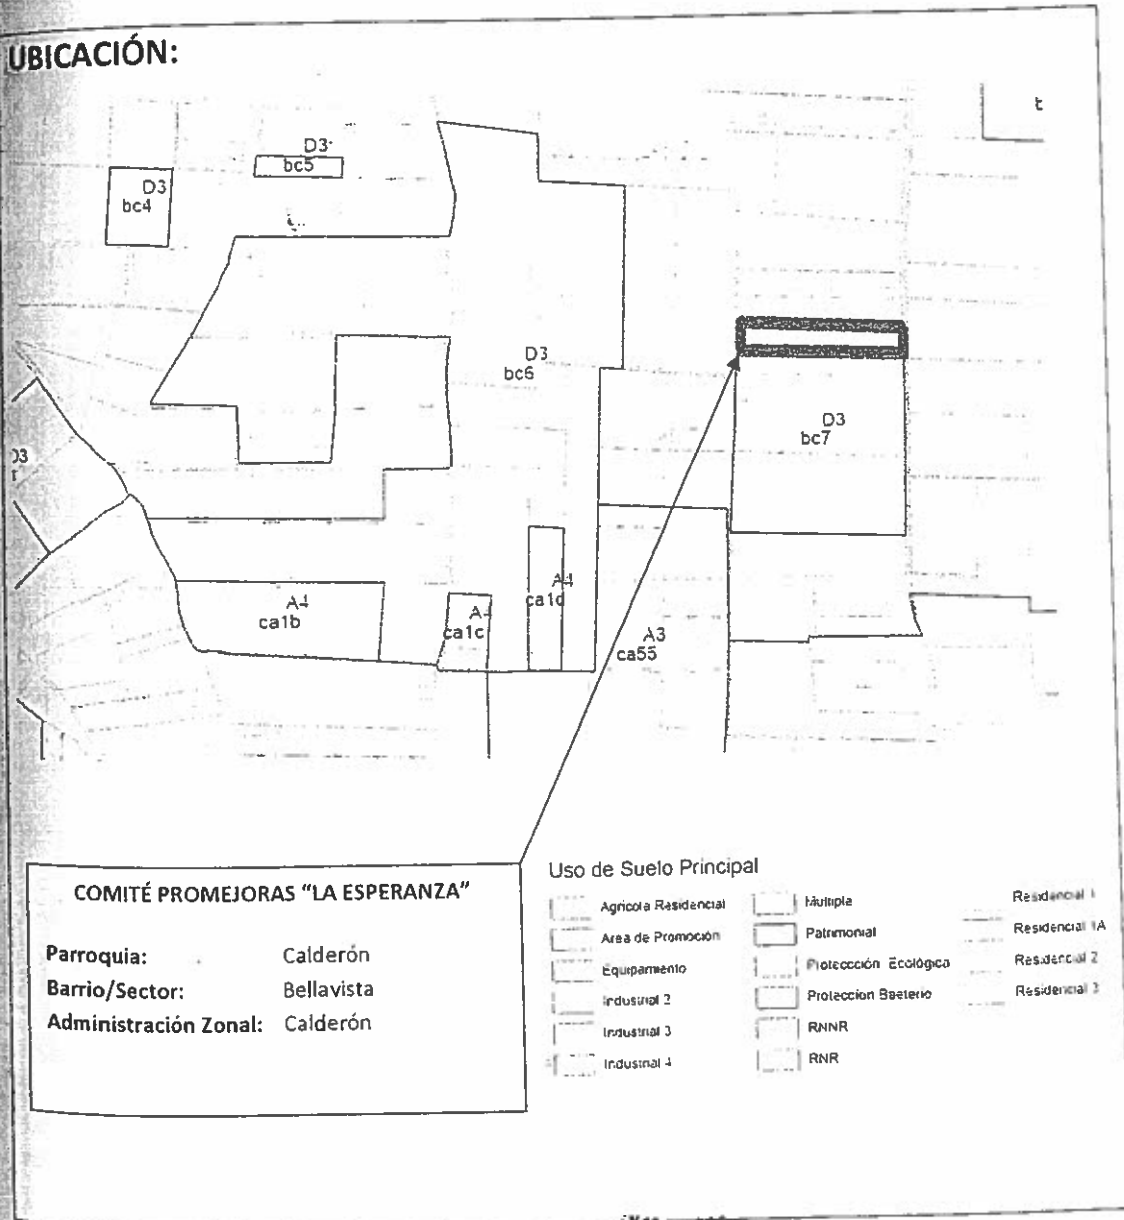 UBICACIÓN:
t
D3
bc5
D3
bc4
D3
bc6
D3
bc7
D3
A4
ca1b
A4
ca1c
A4
ca1d
A3
ca55
COMITÉ PROMEJORAS “LA ESPERANZA”
Parroquia: Calderón
Barrio/Sector: Bellavista
Administración Zonal: Calderón
Uso de Suelo Principal
Agricola Residencial
Area de Promoción
Equipamiento
Industrial 2
Industrial 3
Industrial 4
Multiple
Patrimonial
Protección Ecológica
RNNR
RNR
Residencial 1
Residencial 1A
Residencial 2
Residencial 3